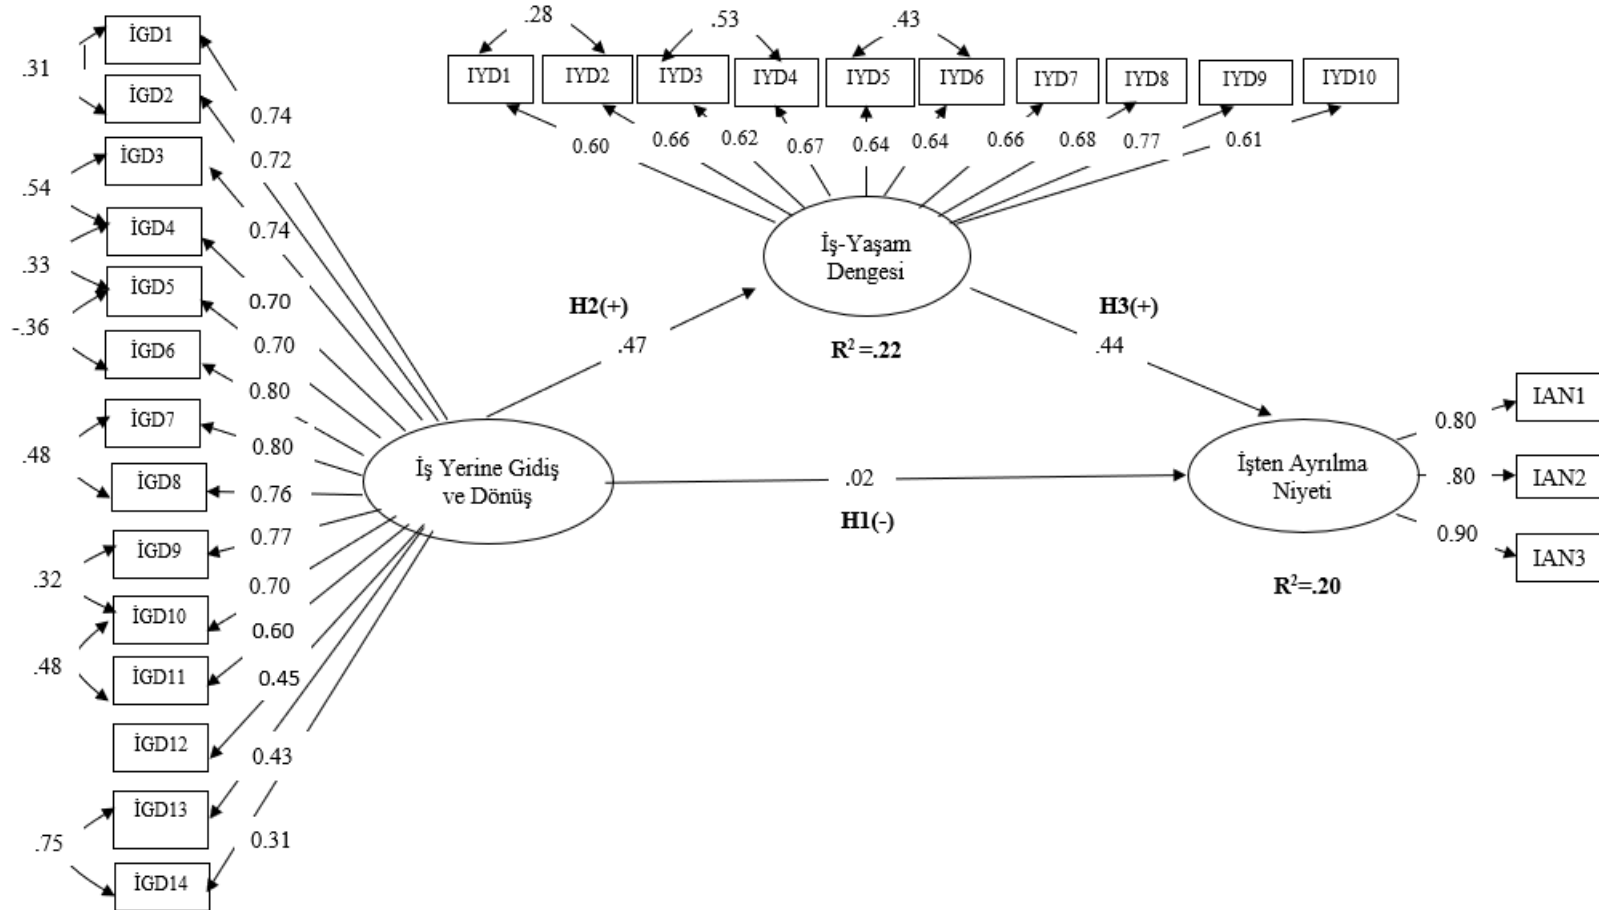 İGD1
İGD2
İGD3
İGD4
İGD5
İGD6
İGD7
İGD8
İGD9
İGD10
İGD11
İGD12
İGD13
İGD14
.31
.54
.33
-.36
.48
.32
.48
.75
0.74
0.72
0.74
0.70
0.70
0.80
0.80
0.76
0.77
0.70
0.60
0.45
0.43
0.31
.28
.53
.43
IYD1
IYD2
IYD3
IYD4
IYD5
IYD6
IYD7
IYD8
IYD9
IYD10
0.60
0.66
0.62
0.67
0.64
0.64
0.66
0.68
0.77
0.61
İş-Yaşam
Dengesi
R²=.22
H2(+)
.47
H3(+)
.44
İş Yerine Gidiş
ve Dönüş
.02
H1(-)
İşten Ayrılma
Niyeti
R²=.20
0.80
.80
0.90
IAN1
IAN2
IAN3